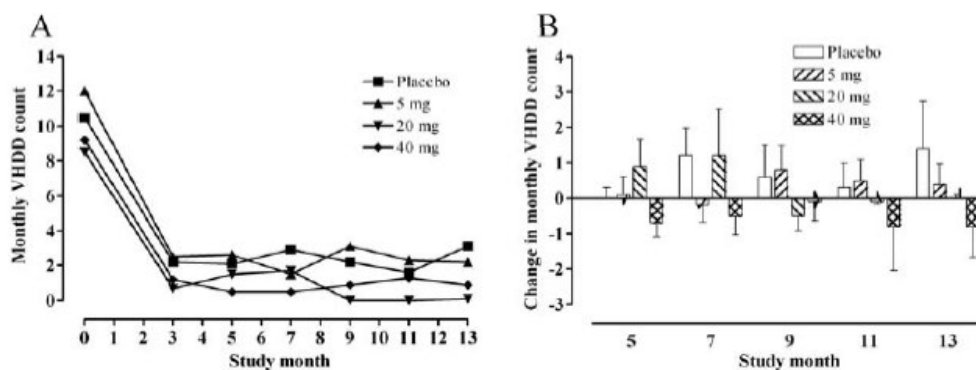 A
Monthly VHDD count
14
12
10
8
6
4
2
0
Placebo
5 mg
20 mg
40 mg
0 1 2 3 4 5 6 7 8 9 10 11 12 13
Study month
B
Change in monthly VHDD count
4
3
2
1
0
-1
-2
-3
Placebo
5 mg
20 mg
40 mg
5 7 9 11 13
Study month